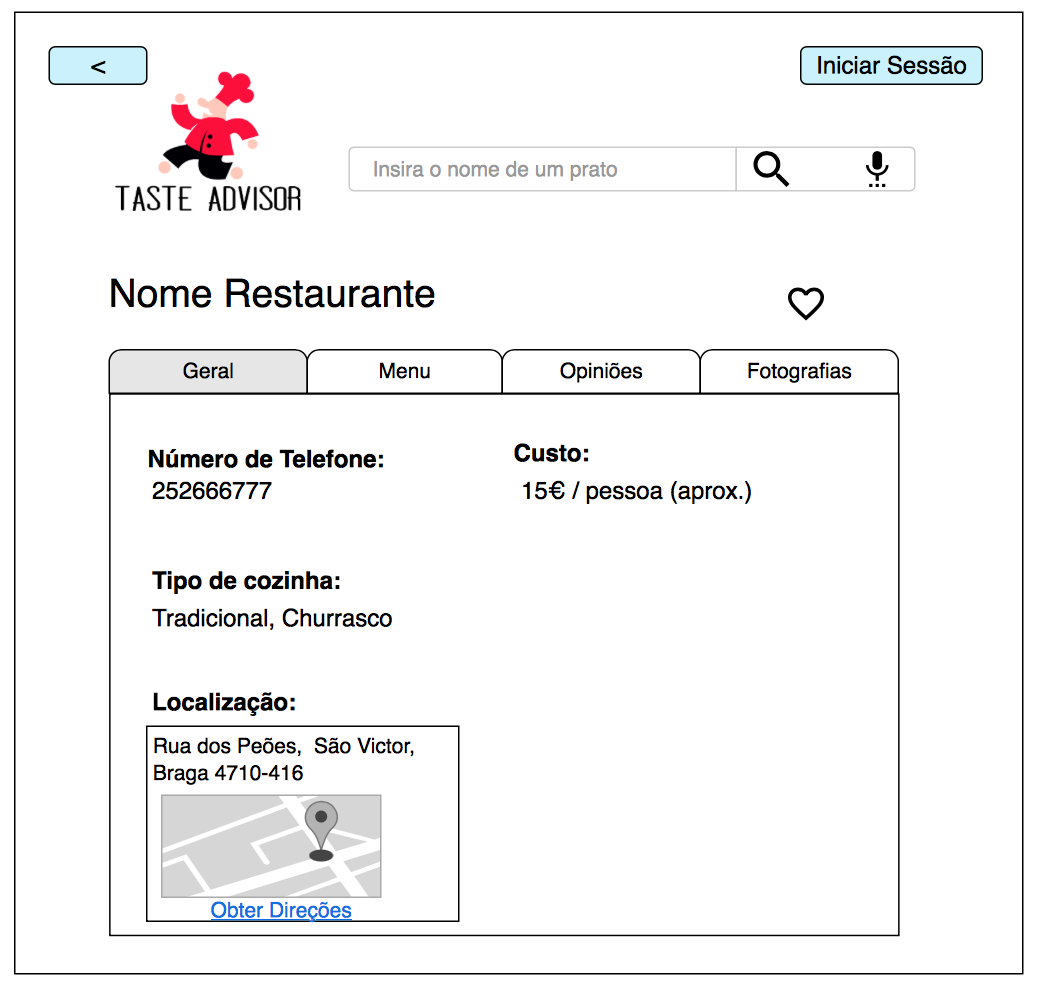 <
Iniciar Sessão
TASTE ADVISOR
Insira o nome de um prato
Nome Restaurante
Geral
Menu
Opiniões
Fotografias
Número de Telefone:
252666777
Custo:
15€ / pessoa (aprox.)
Tipo de cozinha:
Tradicional, Churrasco
Localização:
Rua dos Peões,  São Victor,
Braga 4710-416
Obter Direções